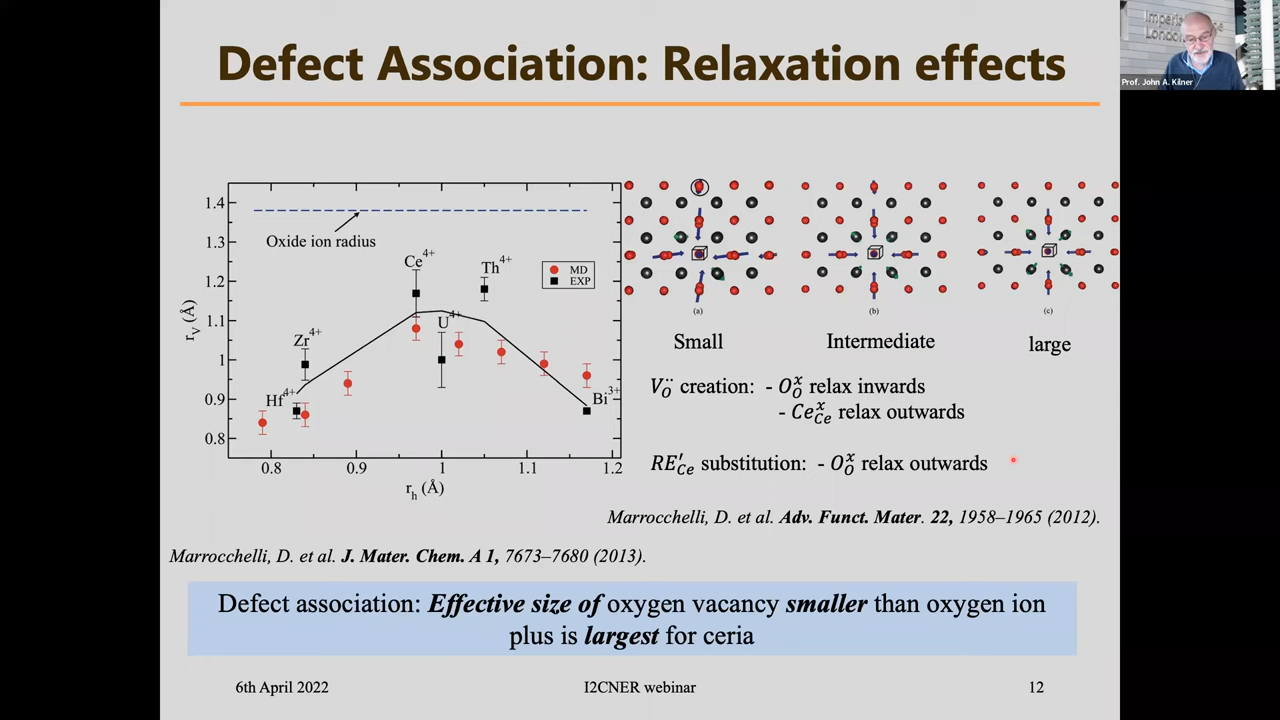 Defect Association: Relaxation effects
Imperial
London
Prof. John A. Kilner
1.4
1.3
1.2
1.1
1
0.9
0.8
r_V (Å)
Oxide ion radius
Ce⁴⁺
Th⁴⁺
MD
EXP
U⁴⁺
Zr⁴⁺
Hf⁴⁺
Bi³⁺
0.8 0.9 1 1.1 1.2
r_h (Å)
(a) (b) (c)
Small Intermediate large
V_O^¨ creation: - O_O^x relax inwards
- Ce_Ce^x relax outwards
RE'_Ce substitution: - O_O^x relax outwards
Marrocchelli, D. et al. Adv. Funct. Mater. 22, 1958–1965 (2012).
Marrocchelli, D. et al. J. Mater. Chem. A 1, 7673–7680 (2013).
Defect association: Effective size of oxygen vacancy smaller than oxygen ion
plus is largest for ceria
6th April 2022 I2CNER webinar 12